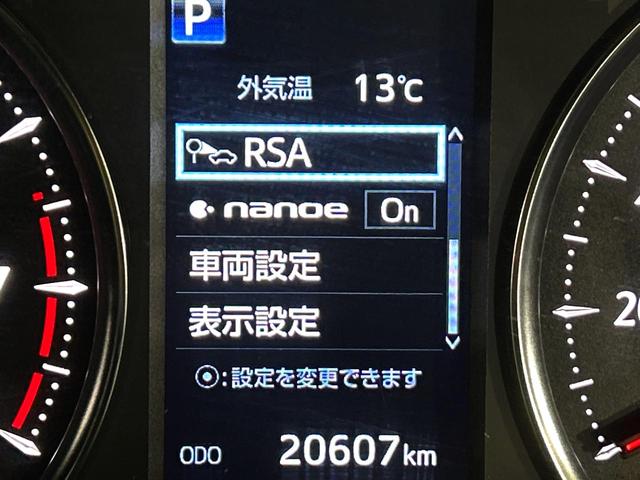 P
外気温 13℃
RSA
nanoe On
車両設定
表示設定
⦿:設定を変更できます
ODO 20607km
20